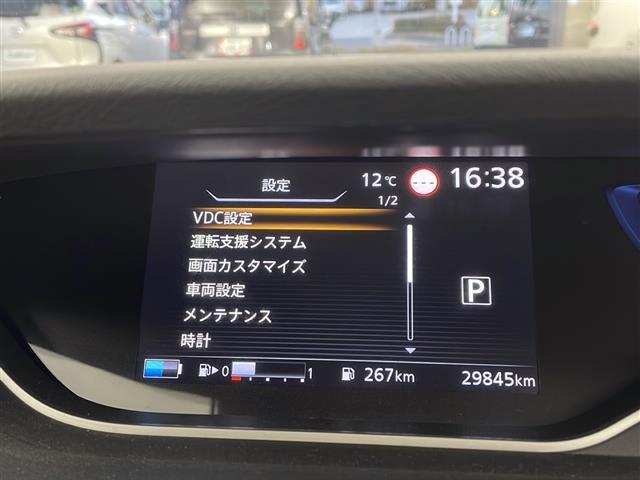 設定 12℃ --- 16:38
1/2
VDC設定
運転支援システム
画面カスタマイズ
車両設定
P
メンテナンス
時計
0 1 267km 29845km